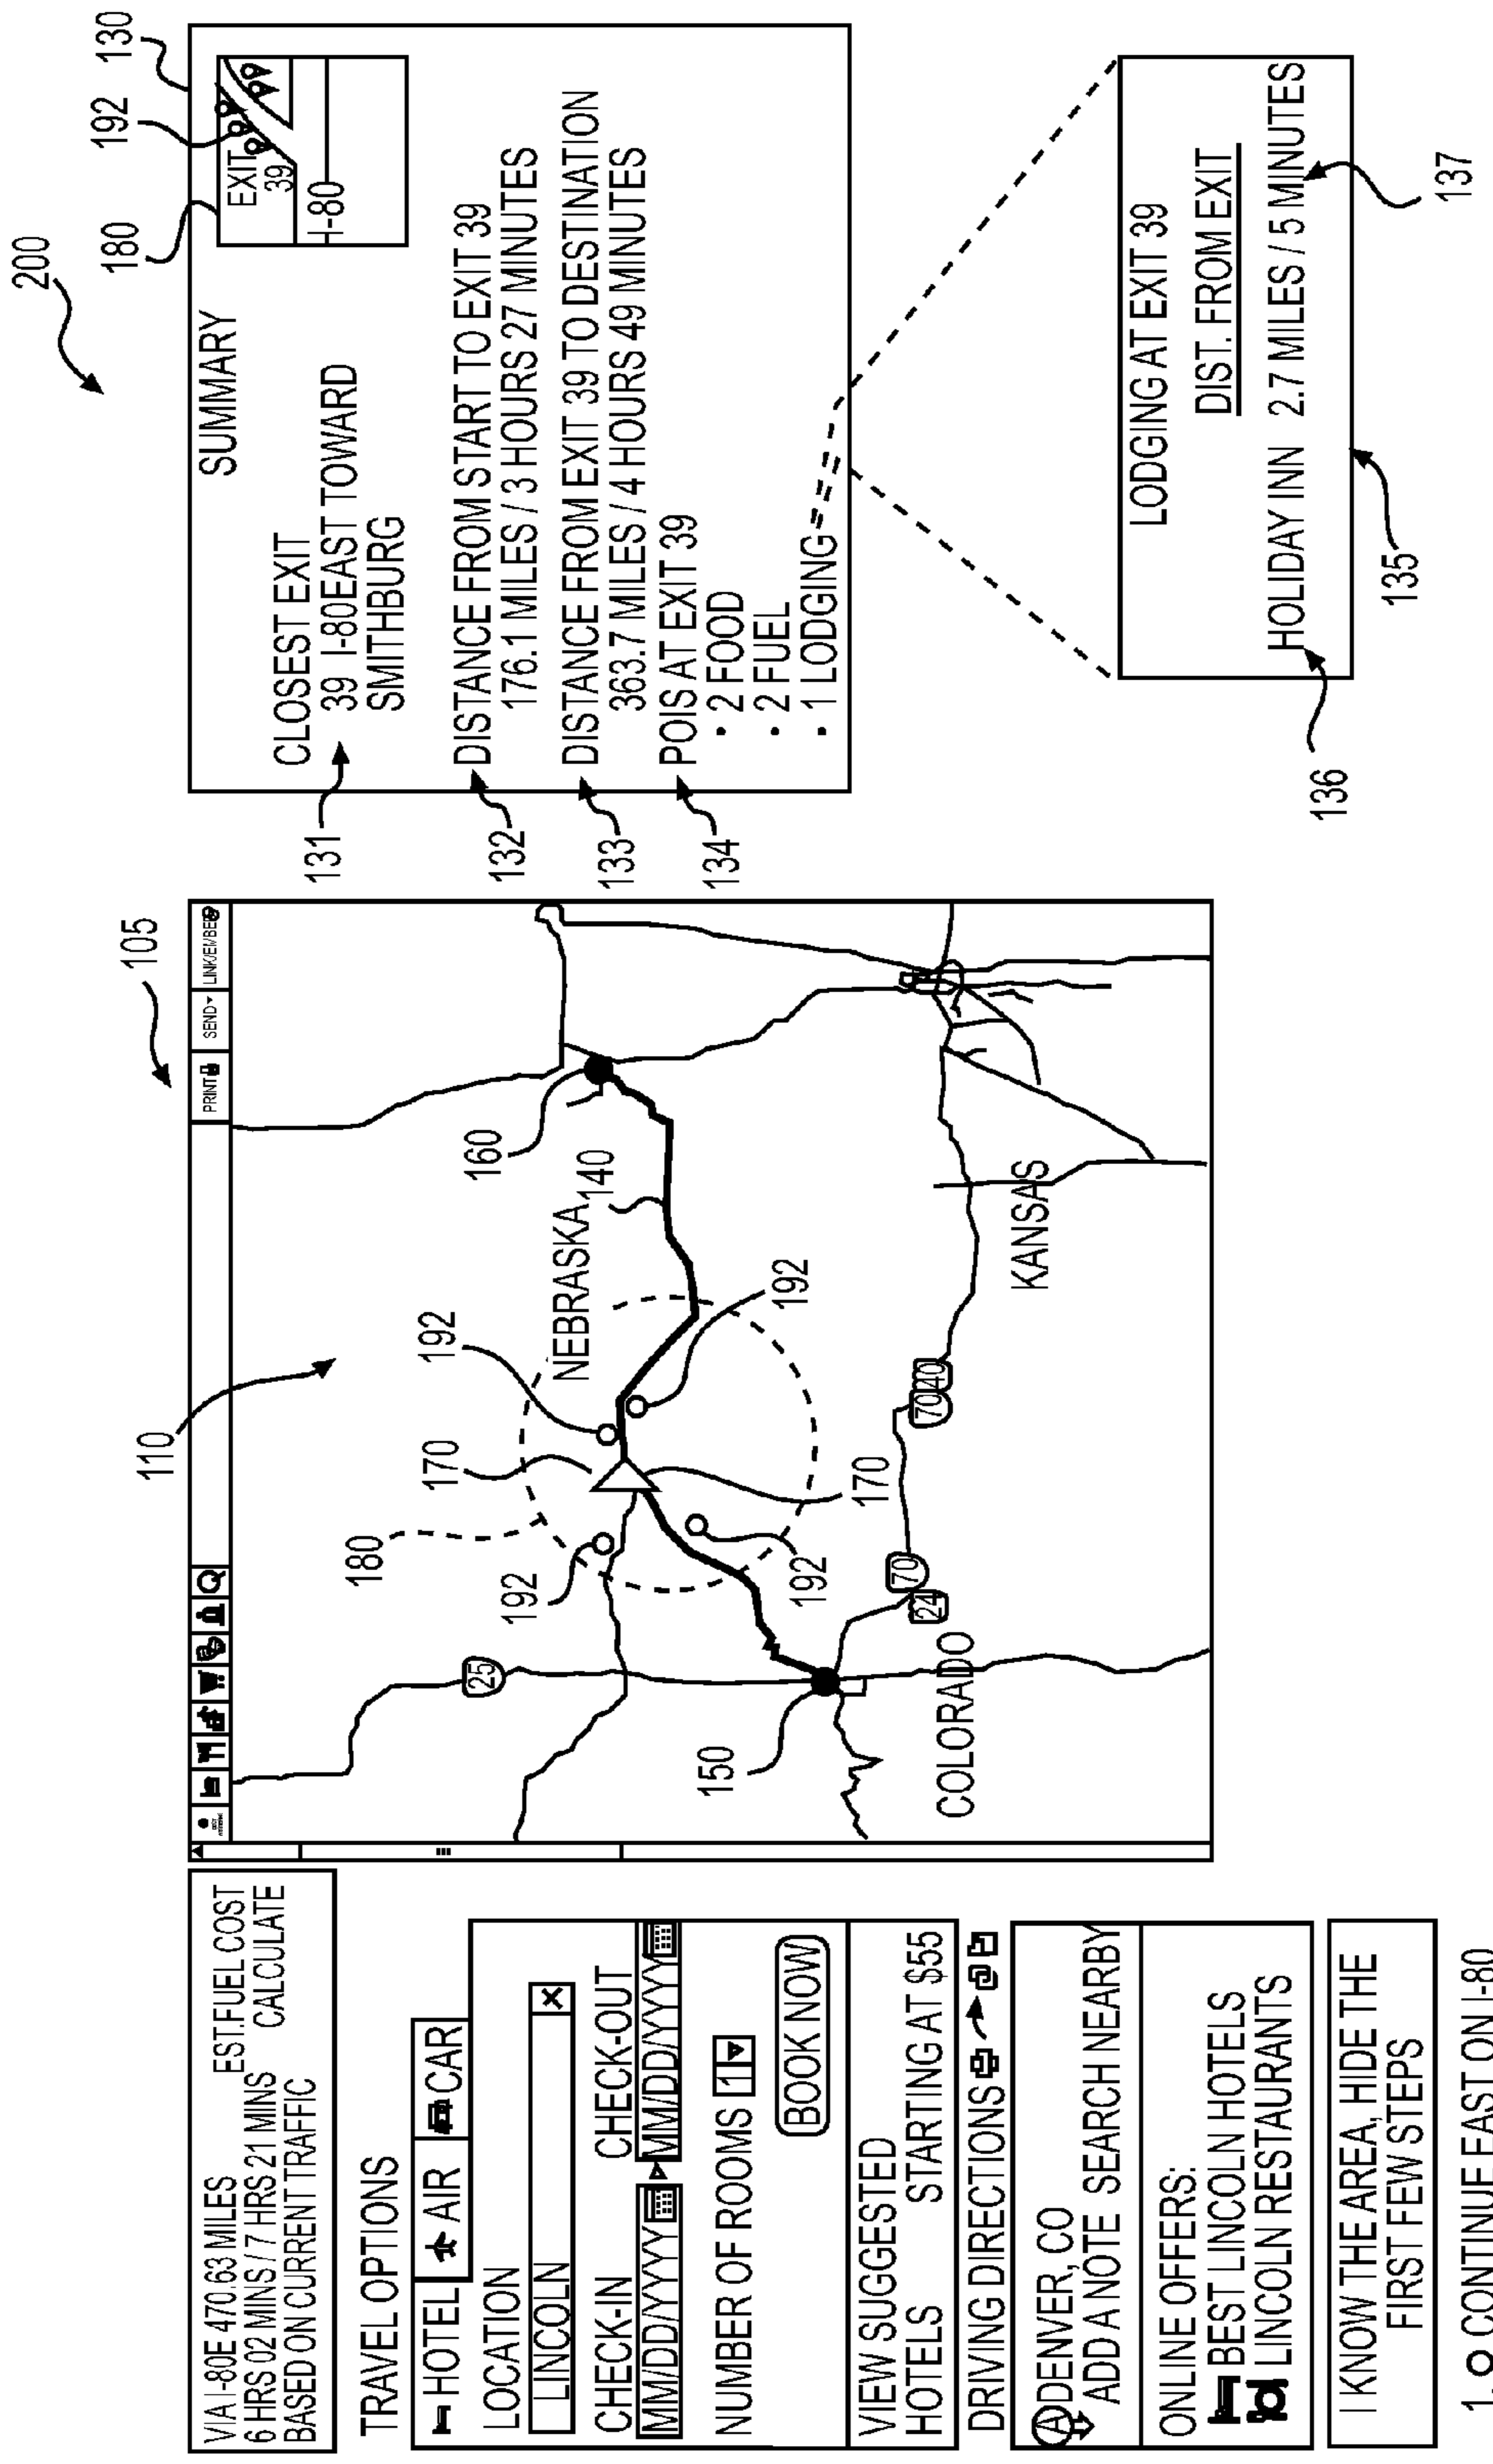 200
VIA I-80E 470.63 MILES
EST.FUEL COST
6 HRS 02 MINS / 7 HRS 21 MINS
CALCULATE
BASED ON CURRENT TRAFFIC
TRAVEL OPTIONS
HOTEL
AIR
CAR
LOCATION
LINCOLN
X
CHECK-IN
CHECK-OUT
MM/DD/YYYY
MM/DD/YYYY
NUMBER OF ROOMS 1
BOOK NOW
VIEW SUGGESTED
HOTELS
STARTING AT $55
DRIVING DIRECTIONS
A DENVER, CO
ADD A NOTE SEARCH NEARBY
ONLINE OFFERS:
BEST LINCOLN HOTELS
LINCOLN RESTAURANTS
I KNOW THE AREA, HIDE THE
FIRST FEW STEPS
1. CONTINUE EAST ON I-80
105
110
PRINT
SEND
25
180
192
170
192
160
NEBRASKA
140
192
192
170
150
24
70
70
40
COLORADO
KANSAS
130
192
180
SUMMARY
EXIT
39
I-80
CLOSEST EXIT
131
39 I-80EAST TOWARD
SMITHBURG
132
DISTANCE FROM START TO EXIT 39
176.1 MILES / 3 HOURS 27 MINUTES
133
DISTANCE FROM EXIT 39 TO DESTINATION
363.7 MILES / 4 HOURS 49 MINUTES
134
POIS AT EXIT 39
• 2 FOOD
• 2 FUEL
• 1 LODGING
LODGING AT EXIT 39
DIST. FROM EXIT
HOLIDAY INN 2.7 MILES / 5 MINUTES
136
135
137